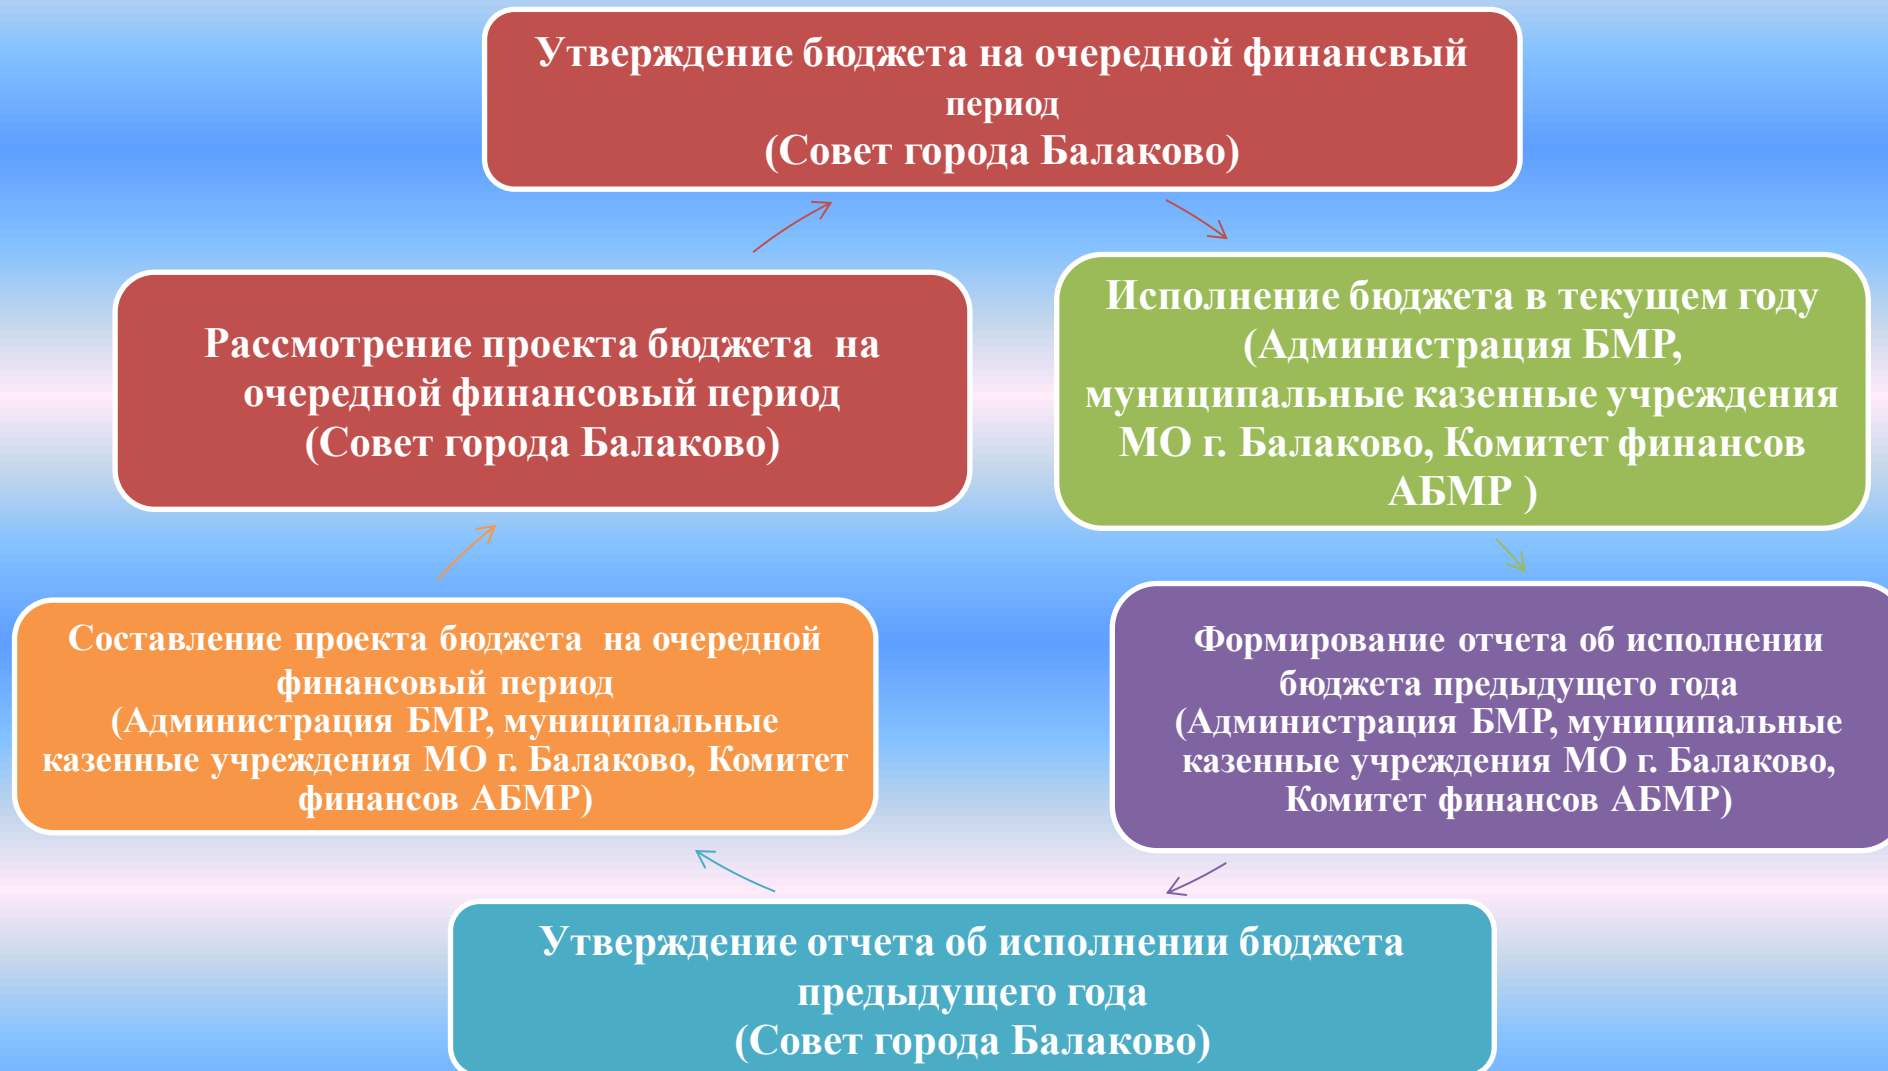 Утверждение бюджета на очередной финансвый
период
(Совет города Балаково)
Рассмотрение проекта бюджета на
очередной финансовый период
(Совет города Балаково)
Исполнение бюджета в текущем году
(Администрация БМР,
муниципальные казенные учреждения
МО г. Балаково, Комитет финансов
АБМР )
Составление проекта бюджета на очередной
финансовый период
(Администрация БМР, муниципальные
казенные учреждения МО г. Балаково, Комитет
финансов АБМР)
Формирование отчета об исполнении
бюджета предыдущего года
(Администрация БМР, муниципальные
казенные учреждения МО г. Балаково,
Комитет финансов АБМР)
Утверждение отчета об исполнении бюджета
предыдущего года
(Совет города Балаково)